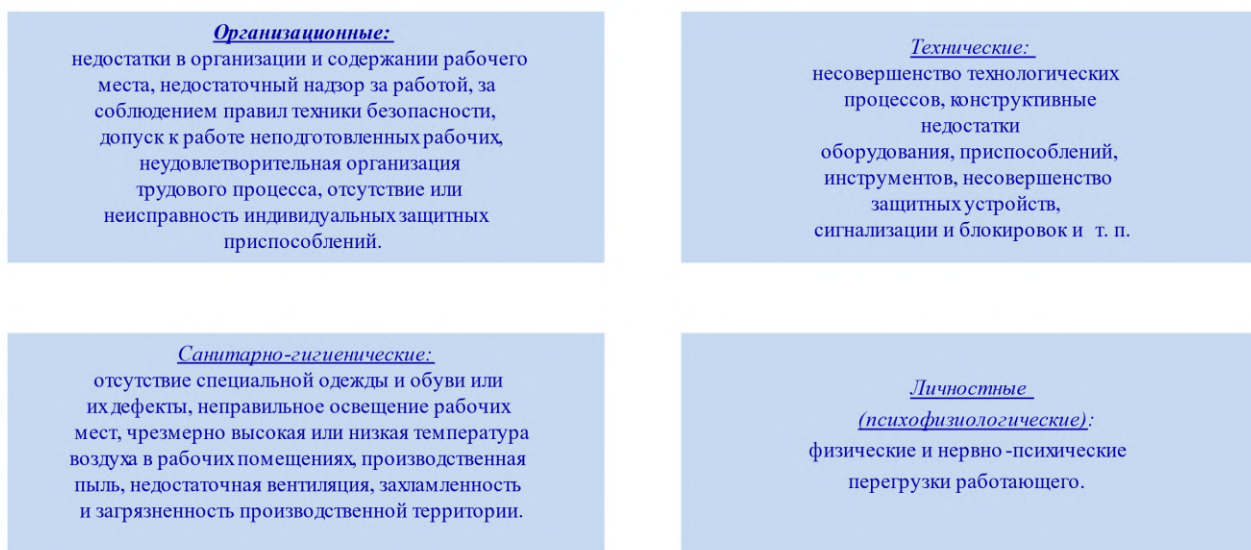 Организационные:
недостатки в организации и содержании рабочего
места, недостаточный надзор за работой, за
соблюдением правил техники безопасности,
допуск к работе неподготовленных рабочих,
неудовлетворительная организация
трудового процесса, отсутствие или
неисправность индивидуальных защитных
приспособлений.
Технические:
несовершенство технологических
процессов, конструктивные
недостатки
оборудования, приспособлений,
инструментов, несовершенство
защитных устройств,
сигнализации и блокировок и т. п.
Санитарно-гигиенические:
отсутствие специальной одежды и обуви или
их дефекты, неправильное освещение рабочих
мест, чрезмерно высокая или низкая температура
воздуха в рабочих помещениях, производственная
пыль, недостаточная вентиляция, захламленность
и загрязненность производственной территории.
Личностные
(психофизиологические):
физические и нервно-психические
перегрузки работающего.